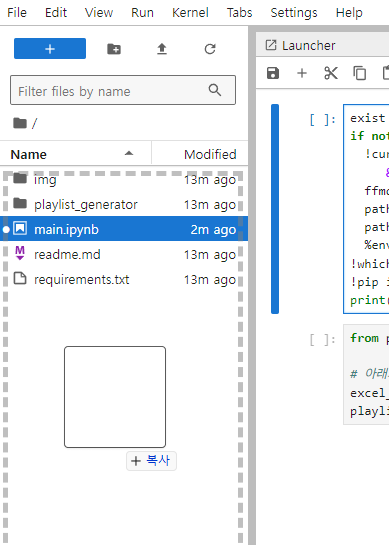 File Edit View Run Kernel Tabs Settings Help
+
Launcher
Filter files by name
/
Name Modified
img 13m ago
playlist_generator 13m ago
main.ipynb 2m ago
readme.md 13m ago
requirements.txt 13m ago
+ 복사
[ ]:
exist
if not
!cur
&
ffmp
path
path
%env
!which
!pip i
print(
[ ]:
from p
# 아래
excel_
playli